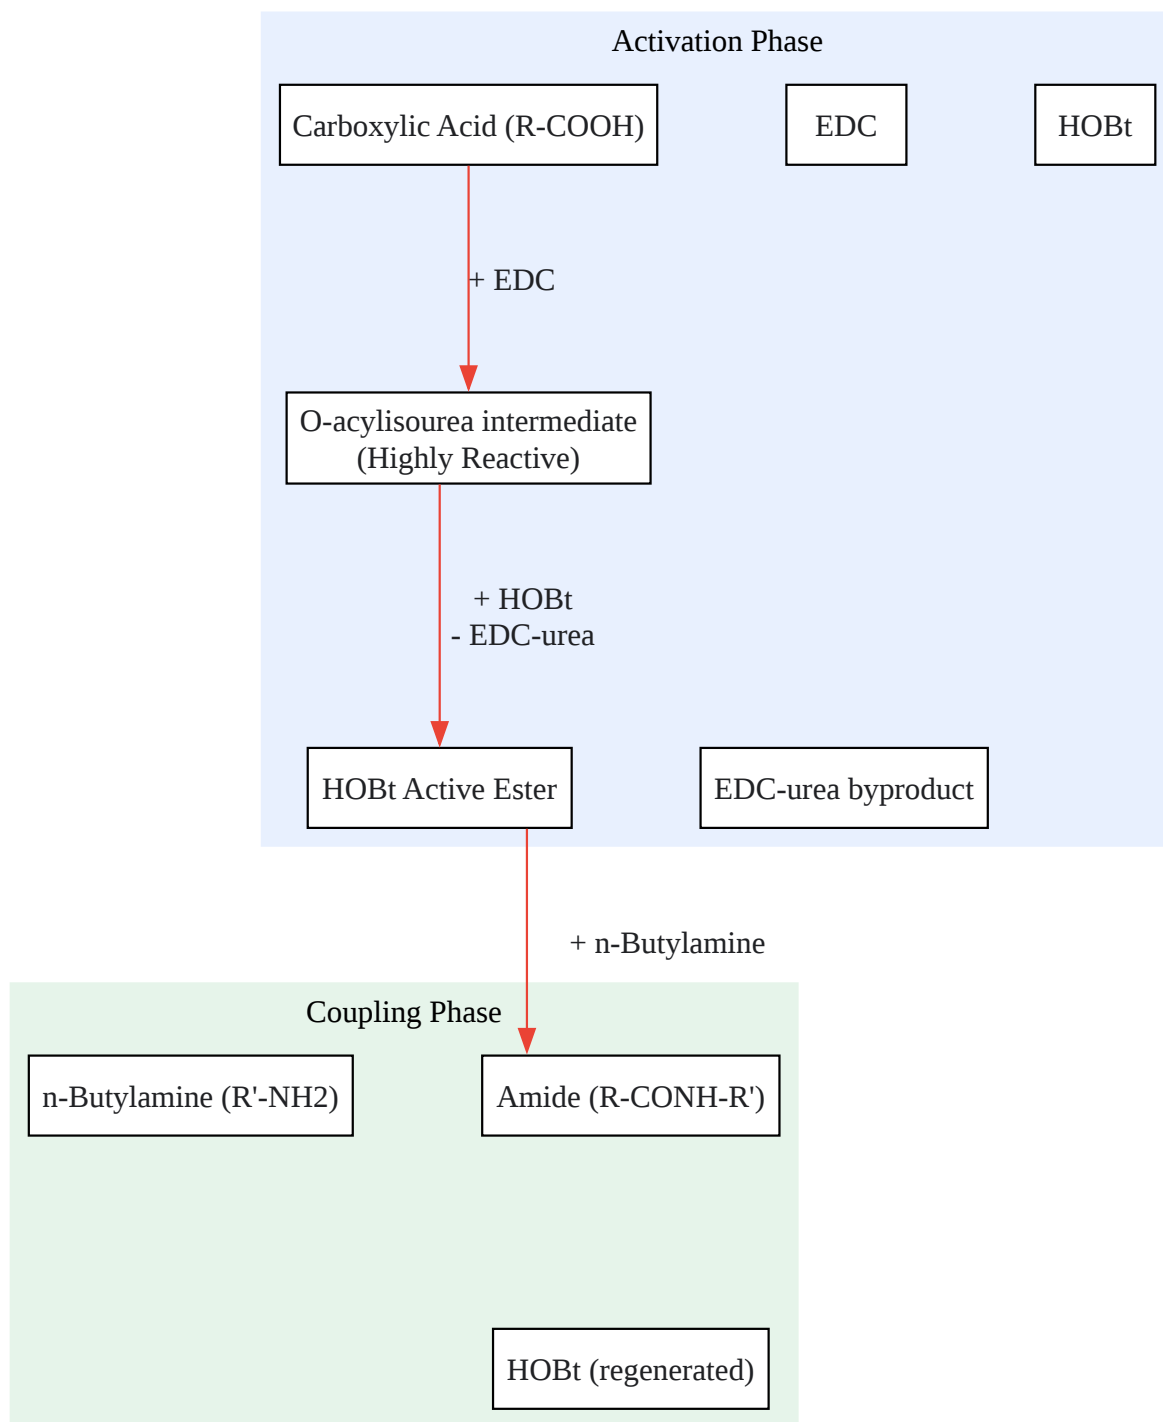 Activation Phase
Carboxylic Acid (R-COOH)
EDC
HOBt
+ EDC
O-acylisourea intermediate
(Highly Reactive)
+ HOBt
- EDC-urea
HOBt Active Ester
EDC-urea byproduct
+ n-Butylamine
Coupling Phase
n-Butylamine (R'-NH2)
Amide (R-CONH-R')
HOBt (regenerated)